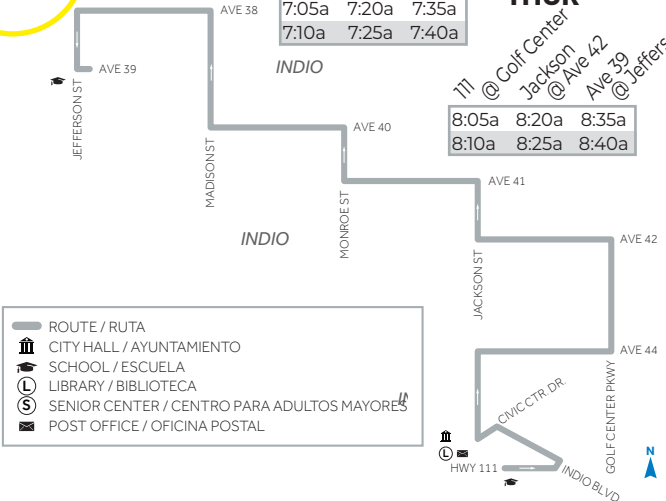 AVE 38
7:05a 7:20a 7:35a
7:10a 7:25a 7:40a
AVE 39
INDIO
JEFFERSON ST
111 @ Golf Center
Jackson @ Ave 42
Ave 39
8:05a 8:20a 8:35a
8:10a 8:25a 8:40a
AVE 40
MADISON ST
AVE 41
MONROE ST
INDIO
AVE 42
JACKSON ST
ROUTE / RUTA
CITY HALL / AYUNTAMIENTO
SCHOOL / ESCUELA
L LIBRARY / BIBLIOTECA
S SENIOR CENTER / CENTRO PARA ADULTOS MAYORES
POST OFFICE / OFICINA POSTAL
AVE 44
GOLF CENTER PKWY
CIVIC CTR. DR.
L
HWY 111
INDIO BLVD
N